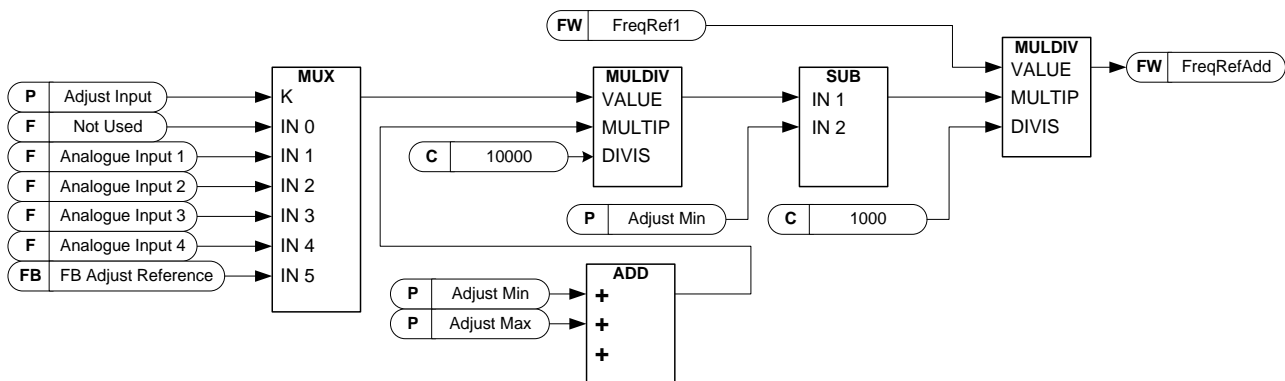 FW FreqRef1
MULDIV
VALUE
MULTIP
DIVIS
FW FreqRefAdd
MUX
K
IN 0
IN 1
IN 2
IN 3
IN 4
IN 5
P Adjust Input
F Not Used
F Analogue Input 1
F Analogue Input 2
F Analogue Input 3
F Analogue Input 4
FB FB Adjust Reference
MULDIV
VALUE
MULTIP
DIVIS
C 10000
SUB
IN 1
IN 2
P Adjust Min
C 1000
ADD
+
+
+
P Adjust Min
P Adjust Max